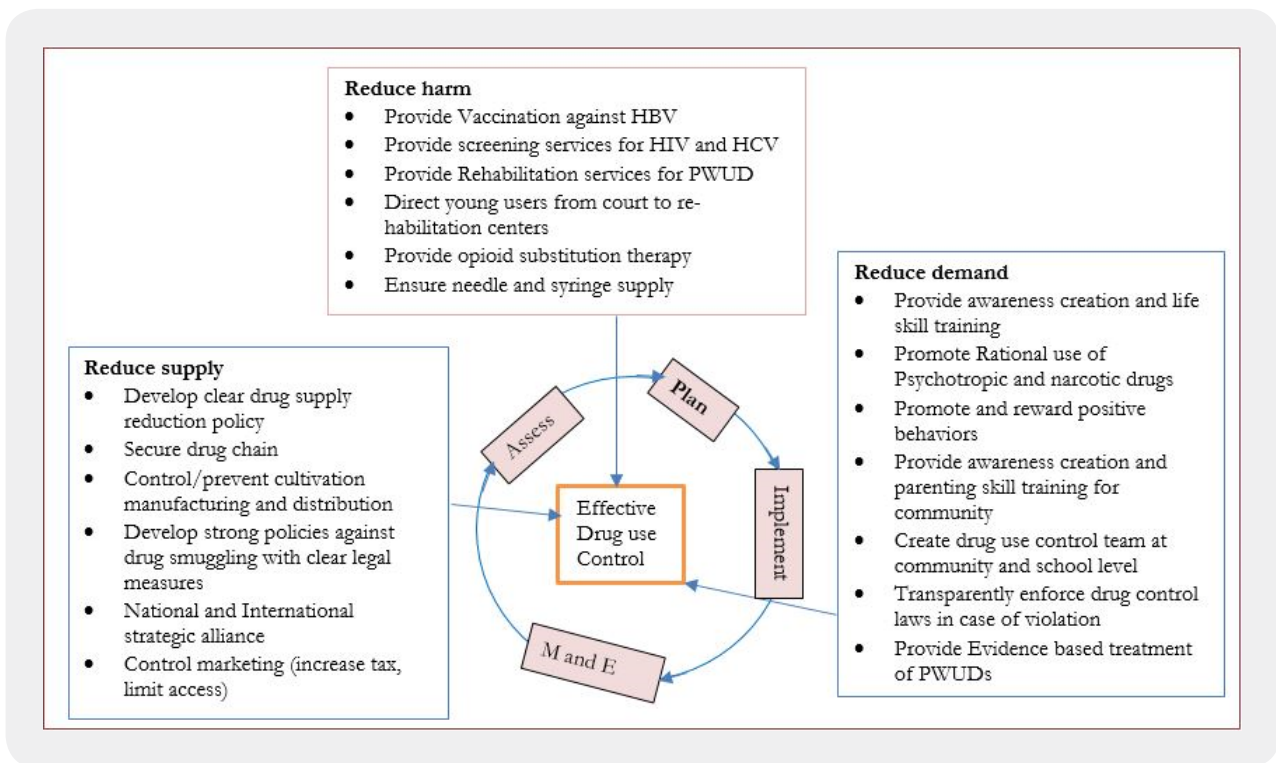 Reduce harm
• Provide Vaccination against HBV
• Provide screening services for HIV and HCV
• Provide Rehabilitation services for PWUD
• Direct young users from court to re-
habilitation centers
• Provide opioid substitution therapy
• Ensure needle and syringe supply
Reduce demand
• Provide awareness creation and life
skill training
• Promote Rational use of
Psychotropic and narcotic drugs
• Promote and reward positive
behaviors
• Provide awareness creation and
parenting skill training for
community
• Create drug use control team at
community and school level
• Transparently enforce drug control
laws in case of violation
• Provide Evidence based treatment
of PWUDs
Reduce supply
• Develop clear drug supply
reduction policy
• Secure drug chain
• Control/prevent cultivation
manufacturing and distribution
• Develop strong policies against
drug smuggling with clear legal
measures
• National and International
strategic alliance
• Control marketing (increase tax,
limit access)
Assess
Plan
Implement
M and E
Effective
Drug use
Control